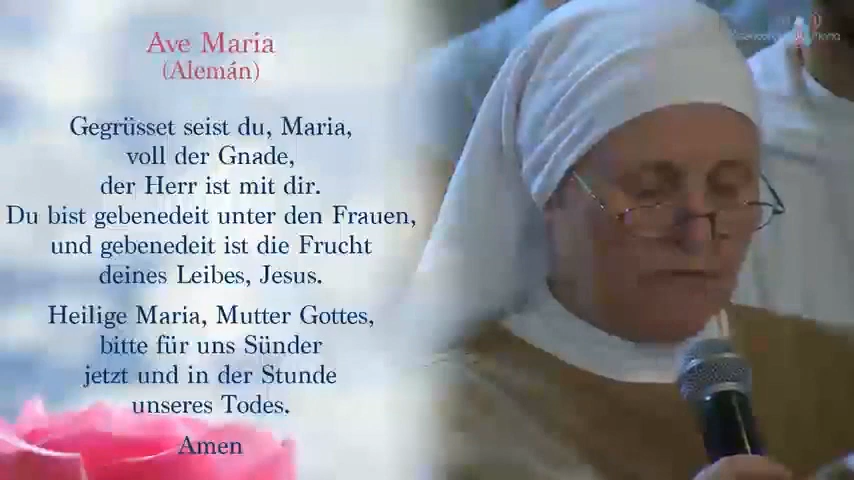 Ave Maria
(Alemán)
Gegrüsset seist du, Maria,
voll der Gnade,
der Herr ist mit dir.
Du bist gebenedeit unter den Frauen,
und gebenedeit ist die Frucht
deines Leibes, Jesus.
Heilige Maria, Mutter Gottes,
bitte für uns Sünder
jetzt und in der Stunde
unseres Todes.
Amen